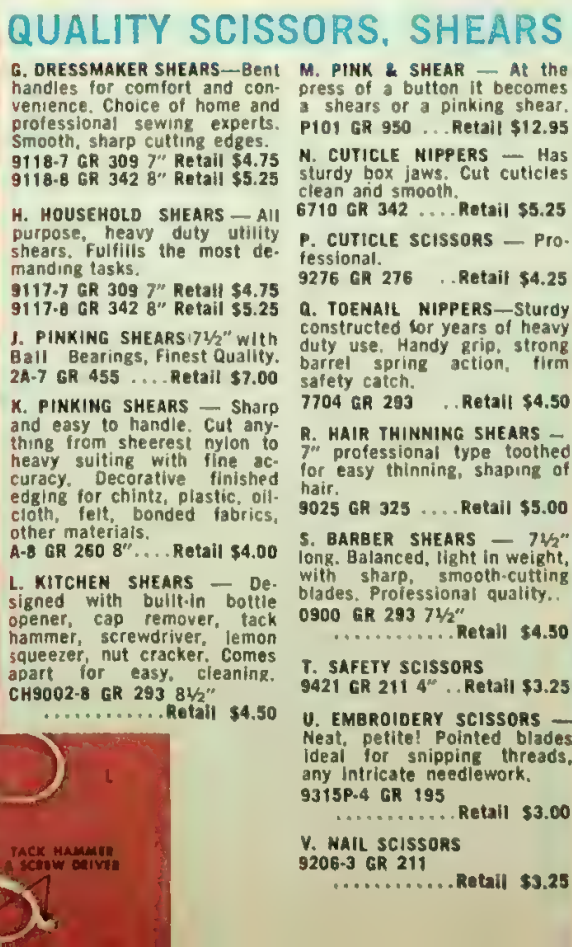 QUALITY SCISSORS, SHEARS
G. DRESSMAKER SHEARS—Bent
handles for comfort and con-
venience. Choice of home and
professional sewing experts.
Smooth, sharp cutting edges.
9118-7 GR 309 7" Retail $4.75
9118-8 GR 342 8" Retail $5.25
H. HOUSEHOLD SHEARS — All
purpose, heavy duty utility
shears. Fulfills the most de-
manding tasks.
9117-7 GR 309 7" Retail $4.75
9117-8 GR 342 8" Retail $5.25
J. PINKING SHEARS 7½" with
Ball Bearings, Finest Quality.
2A-7 GR 455 ....Retail $7.00
K. PINKING SHEARS — Sharp
and easy to handle. Cut any-
thing from sheerest nylon to
heavy suiting with fine ac-
curacy. Decorative finished
edging for chintz, plastic, oil-
cloth, felt, bonded fabrics,
other materials.
A-8 GR 260 8"....Retail $4.00
L. KITCHEN SHEARS — De-
signed with built-in bottle
opener, cap remover, tack
hammer, screwdriver, lemon
squeezer, nut cracker. Comes
apart for easy, cleaning.
CH9002-8 GR 293 8½"
............Retail $4.50
L
TACK HAMMER
& SCREW DRIVER
M. PINK & SHEAR — At the
press of a button it becomes
a shears or a pinking shear.
P101 GR 950 ...Retail $12.95
N. CUTICLE NIPPERS — Has
sturdy box jaws. Cut cuticles
clean and smooth.
6710 GR 342 ....Retail $5.25
P. CUTICLE SCISSORS — Pro-
fessional.
9276 GR 276 ..Retail $4.25
Q. TOENAIL NIPPERS—Sturdy
constructed for years of heavy
duty use. Handy grip, strong
barrel spring action, firm
safety catch.
7704 GR 293 ..Retail $4.50
R. HAIR THINNING SHEARS —
7" professional type toothed
for easy thinning, shaping of
hair.
9025 GR 325 ....Retail $5.00
S. BARBER SHEARS — 7½"
long. Balanced, light in weight,
with sharp, smooth-cutting
blades. Professional quality..
0900 GR 293 7½"
............Retail $4.50
T. SAFETY SCISSORS
9421 GR 211 4" ..Retail $3.25
U. EMBROIDERY SCISSORS —
Neat, petite! Pointed blades
ideal for snipping threads,
any intricate needlework.
9315P-4 GR 195
............Retail $3.00
V. NAIL SCISSORS
9206-3 GR 211
............Retail $3.25